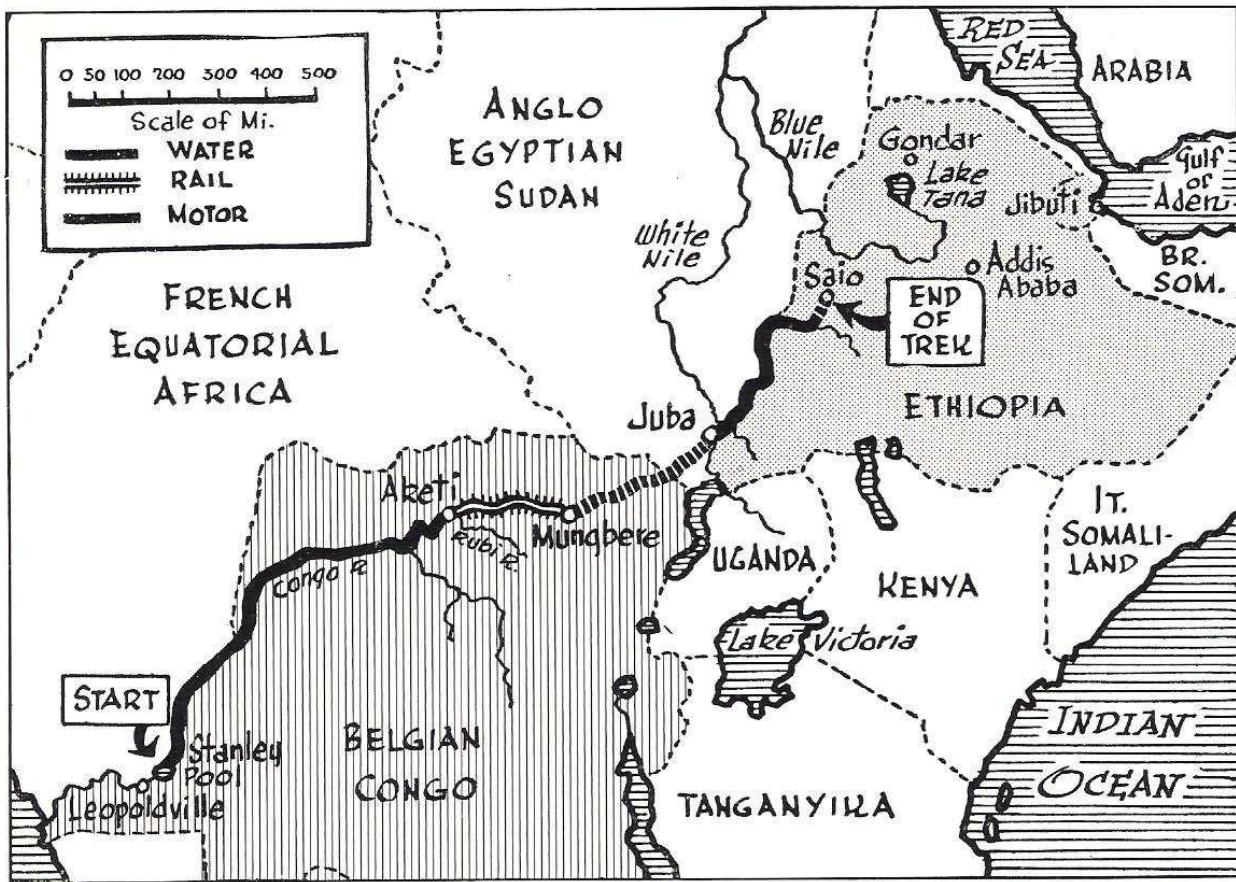 0 50 100 200 300 400 500
Scale of Mi.
WATER
RAIL
MOTOR
ANGLO
EGYPTIAN
SUDAN
RED
SEA
ARABIA
Blue
Nile
Gondar
Lake
Tana
Gulf
of
Aden
Jibuti
White
Nile
BR.
SOM.
Saio
Addis
Ababa
END
OF
TREK
FRENCH
EQUATORIAL
AFRICA
ETHIOPIA
Juba
Aketi
Rubi R.
Mungbere
IT.
SOMALI-
LAND
Congo R
UGANDA
KENYA
Lake Victoria
START
Stanley
Pool
Leopoldville
BELGIAN
CONGO
TANGANYIKA
INDIAN
OCEAN